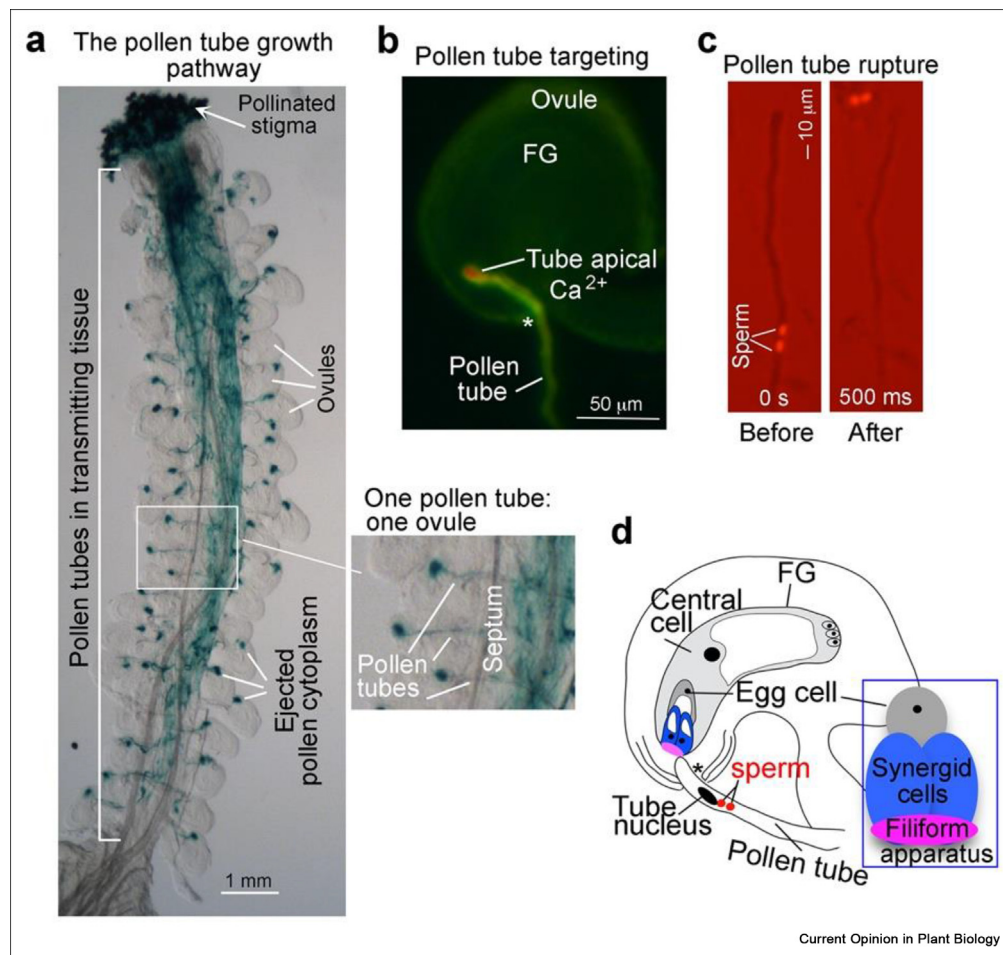 a
The pollen tube growth
pathway
Pollinated
stigma
Pollen tubes in transmitting tissue
Ovules
Ejected
pollen cytoplasm
1 mm
One pollen tube:
one ovule
Pollen
tubes
Septum
b
Pollen tube targeting
Ovule
FG
Tube apical
Ca2+
*
Pollen
tube
50 µm
c
Pollen tube rupture
10 µm
Sperm
0 s
500 ms
Before
After
d
FG
Central
cell
Egg cell
*
sperm
Tube
nucleus
Pollen tube
Synergid
cells
Filiform
apparatus
Current Opinion in Plant Biology